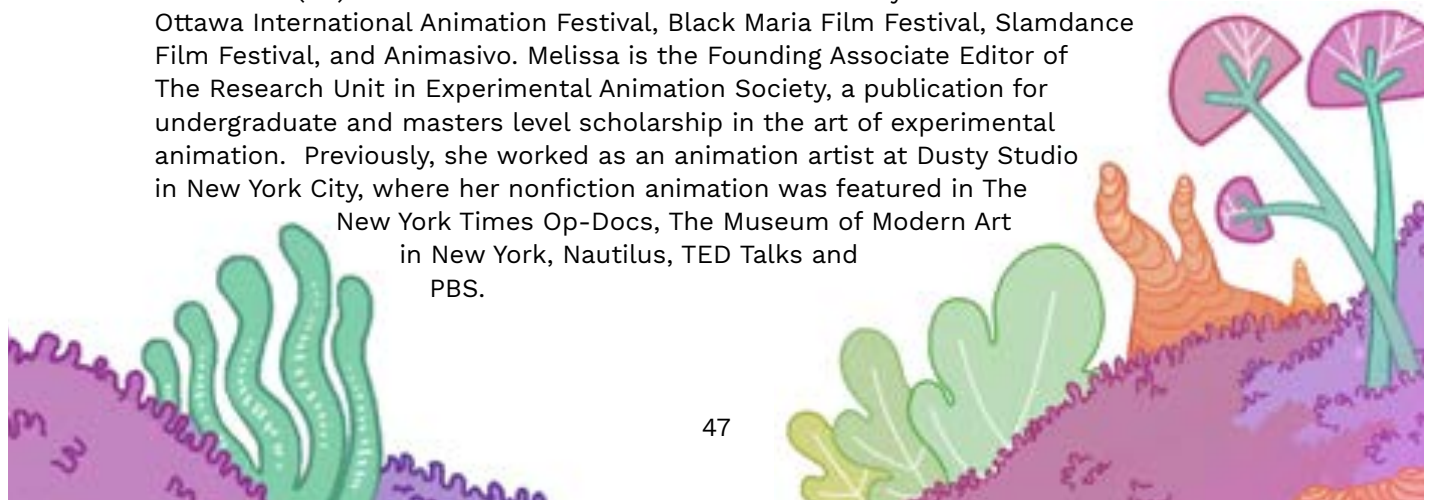 Ottawa International Animation Festival, Black Maria Film Festival, Slamdance
Film Festival, and Animasivo. Melissa is the Founding Associate Editor of
The Research Unit in Experimental Animation Society, a publication for
undergraduate and masters level scholarship in the art of experimental
animation.  Previously, she worked as an animation artist at Dusty Studio
in New York City, where her nonfiction animation was featured in The
New York Times Op-Docs, The Museum of Modern Art
in New York, Nautilus, TED Talks and
PBS.
47